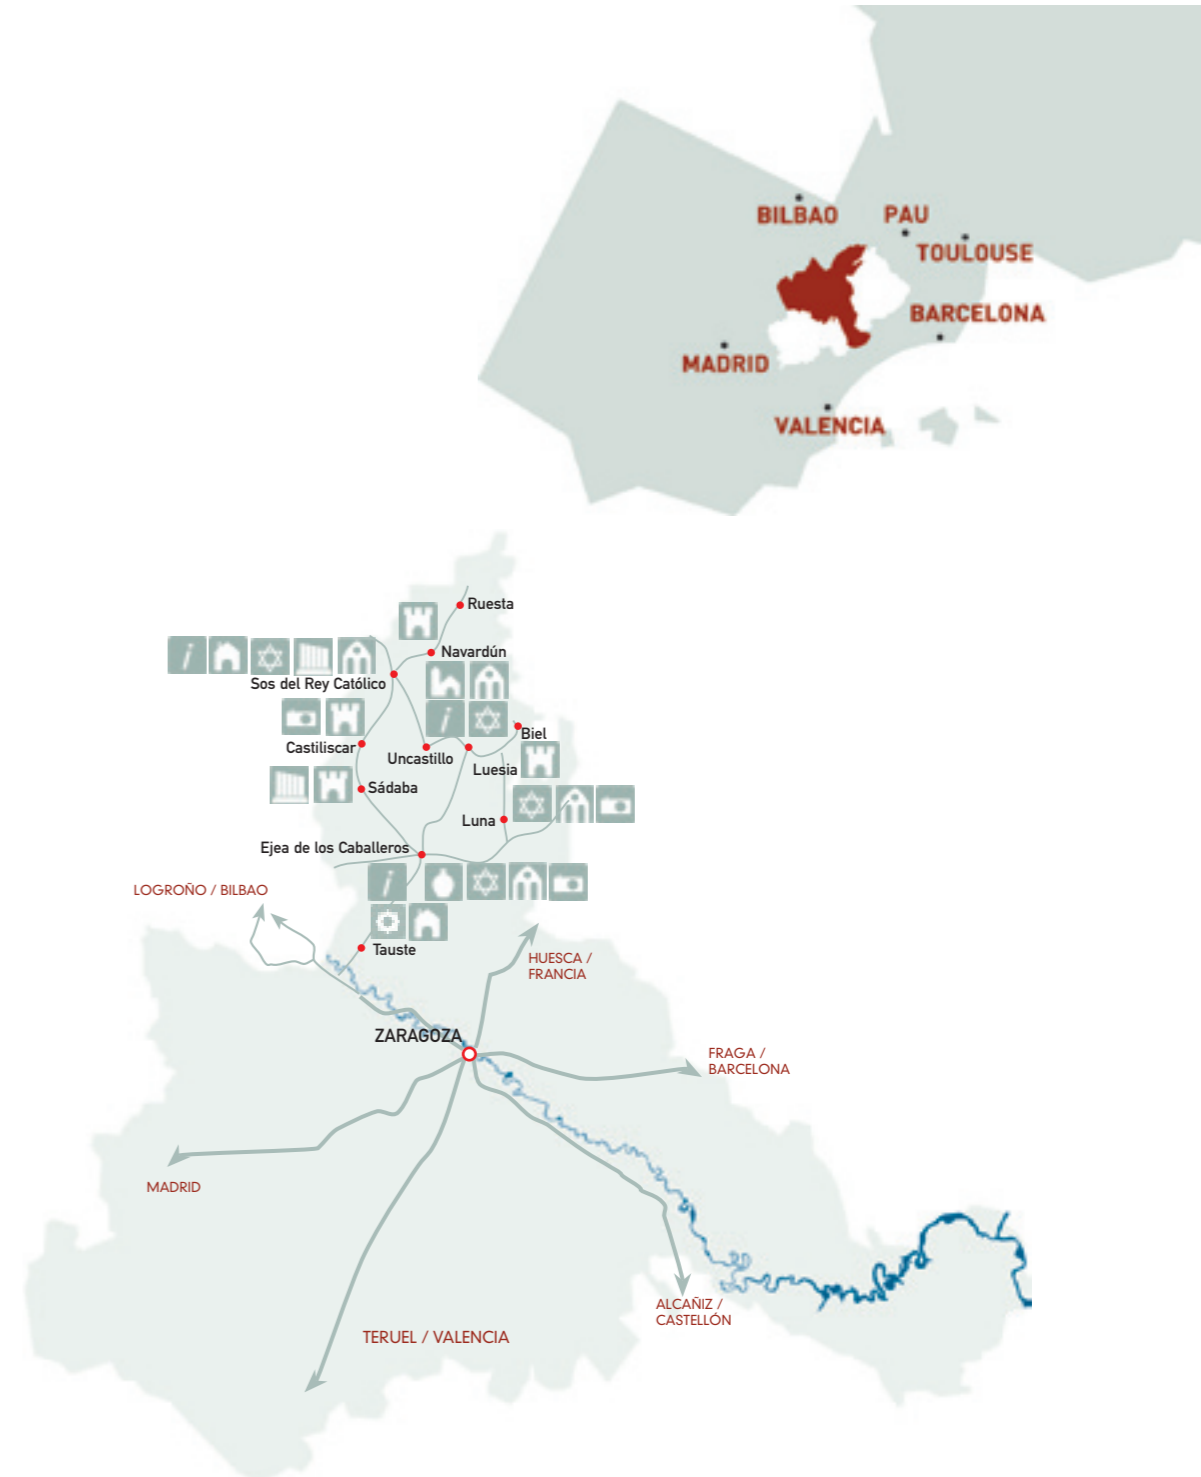 BILBAO
PAU
TOULOUSE
BARCELONA
MADRID
VALENCIA
Ruesta
Navardún
Sos del Rey Católico
Biel
Castiliscar
Uncastillo
Luesia
Sádaba
Luna
Ejea de los Caballeros
LOGROÑO / BILBAO
Tauste
HUESCA /
FRANCIA
ZARAGOZA
FRAGA /
BARCELONA
MADRID
ALCAÑIZ /
CASTELLÓN
TERUEL / VALENCIA